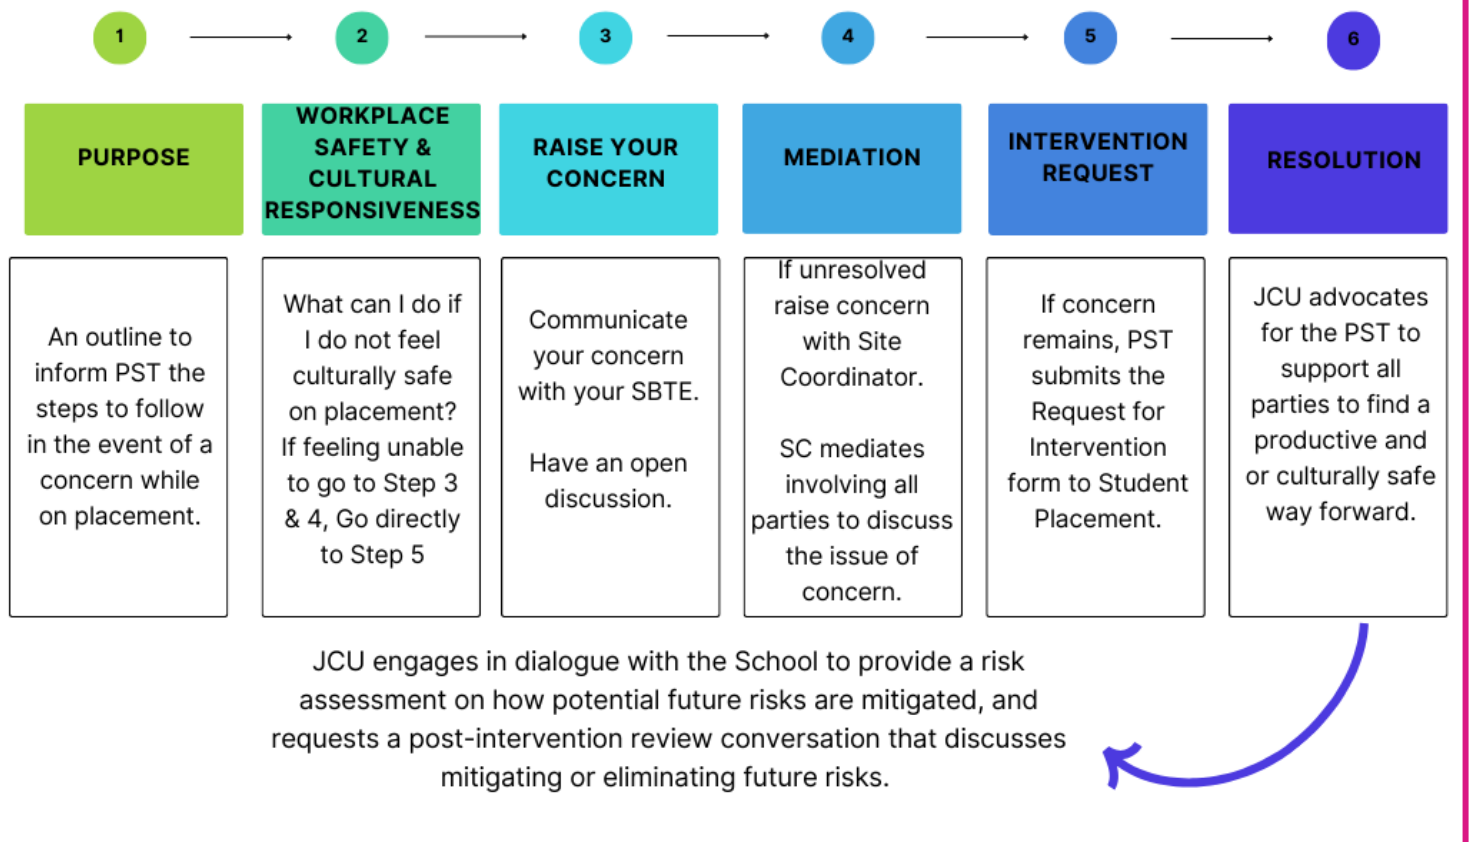 1
2
3
4
5
6
PURPOSE
WORKPLACE
SAFETY &
CULTURAL
RESPONSIVENESS
RAISE YOUR
CONCERN
MEDIATION
INTERVENTION
REQUEST
RESOLUTION
An outline to
inform PST the
steps to follow
in the event of a
concern while
on placement.
What can I do if
I do not feel
culturally safe
on placement?
If feeling unable
to go to Step 3
& 4, Go directly
to Step 5
Communicate
your concern
with your SBTE.
Have an open
discussion.
If unresolved
raise concern
with Site
Coordinator.
SC mediates
involving all
parties to discuss
the issue of
concern.
If concern
remains, PST
submits the
Request for
Intervention
form to Student
Placement.
JCU advocates
for the PST to
support all
parties to find a
productive and
or culturally safe
way forward.
JCU engages in dialogue with the School to provide a risk
assessment on how potential future risks are mitigated, and
requests a post-intervention review conversation that discusses
mitigating or eliminating future risks.